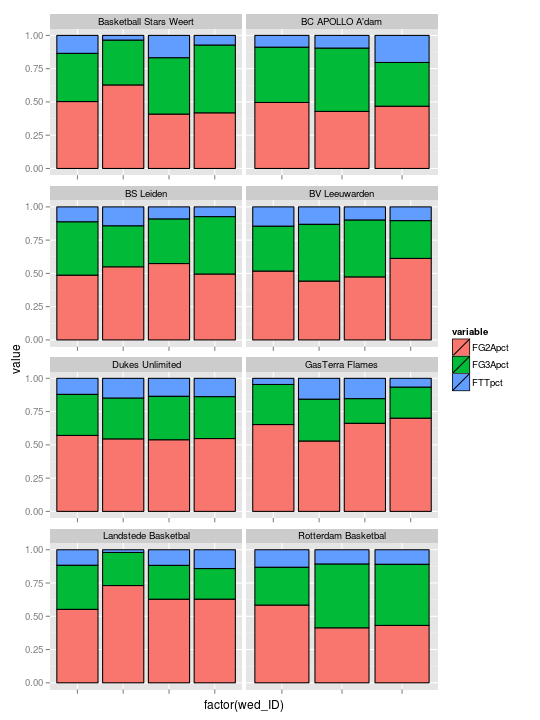 Basketball Stars Weert
BC APOLLO A'dam
1.00
0.75
0.50
0.25
0.00
BS Leiden
BV Leeuwarden
1.00
0.75
0.50
0.25
0.00
Dukes Unlimited
GasTerra Flames
1.00
0.75
0.50
0.25
0.00
Landstede Basketbal
Rotterdam Basketbal
1.00
0.75
0.50
0.25
0.00
value
factor(wed_ID)
variable
FG2Apct
FG3Apct
FTTpct